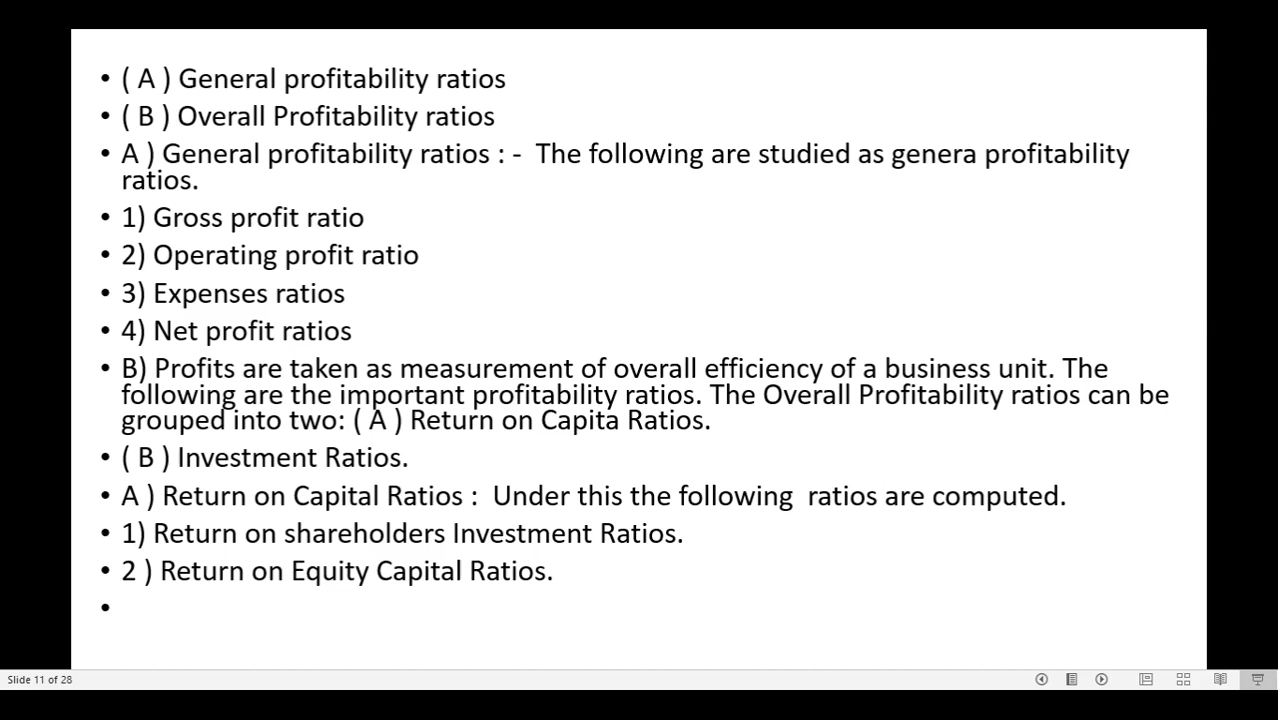 • ( A ) General profitability ratios
• ( B ) Overall Profitability ratios
• A ) General profitability ratios : -  The following are studied as genera profitability
ratios.
• 1) Gross profit ratio
• 2) Operating profit ratio
• 3) Expenses ratios
• 4) Net profit ratios
• B) Profits are taken as measurement of overall efficiency of a business unit. The
following are the important profitability ratios. The Overall Profitability ratios can be
grouped into two: ( A ) Return on Capita Ratios.
• ( B ) Investment Ratios.
• A ) Return on Capital Ratios :  Under this the following  ratios are computed.
• 1) Return on shareholders Investment Ratios.
• 2 ) Return on Equity Capital Ratios.
•
Slide 11 of 28